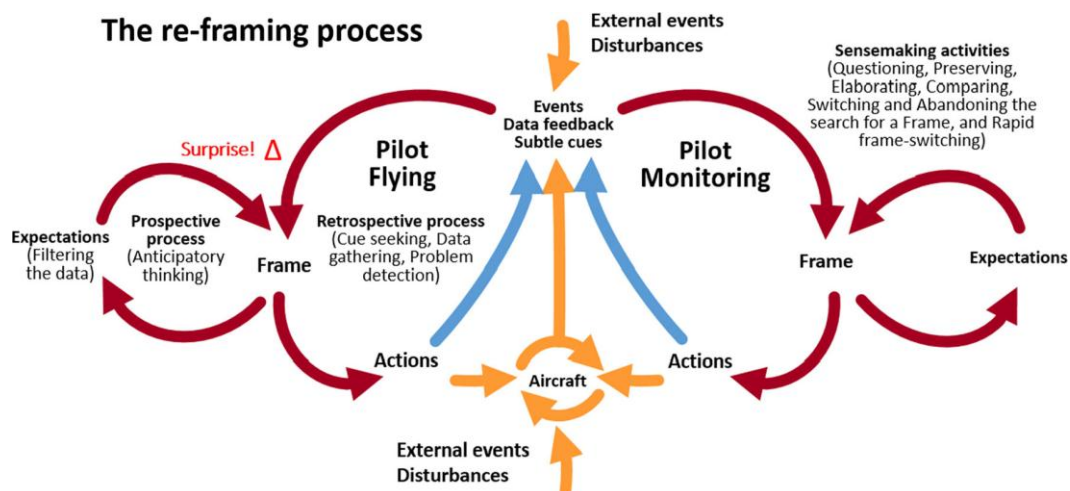 The re-framing process
External events
Disturbances
Sensemaking activities
(Questioning, Preserving,
Elaborating, Comparing,
Switching and Abandoning the
search for a Frame, and Rapid
frame-switching)
Events
Data feedback
Subtle cues
Surprise! Δ
Pilot
Flying
Pilot
Monitoring
Expectations
(Filtering
the data)
Prospective
process
(Anticipatory
thinking)
Frame
Retrospective process
(Cue seeking, Data
gathering, Problem
detection)
Frame
Expectations
Actions
Aircraft
Actions
External events
Disturbances